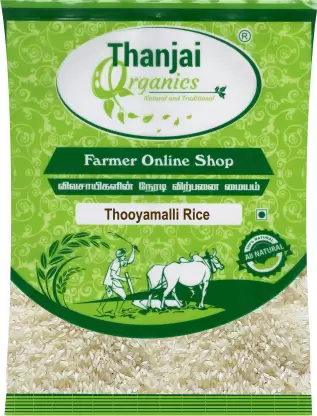 Thanjai
®
Organics
Natural and Traditional
Farmer Online Shop
விவசாயிகளின் நேரடி விற்பனை மையம்
Thooyamalli Rice
All NATURAL